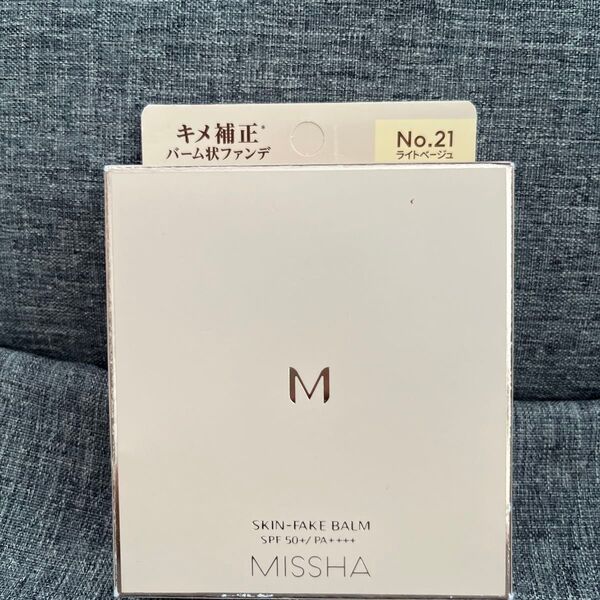 キメ補正*
バーム状ファンデ
No.21
ライトベージュ
M
SKIN-FAKE BALM
SPF 50+/ PA++++
MISSHA